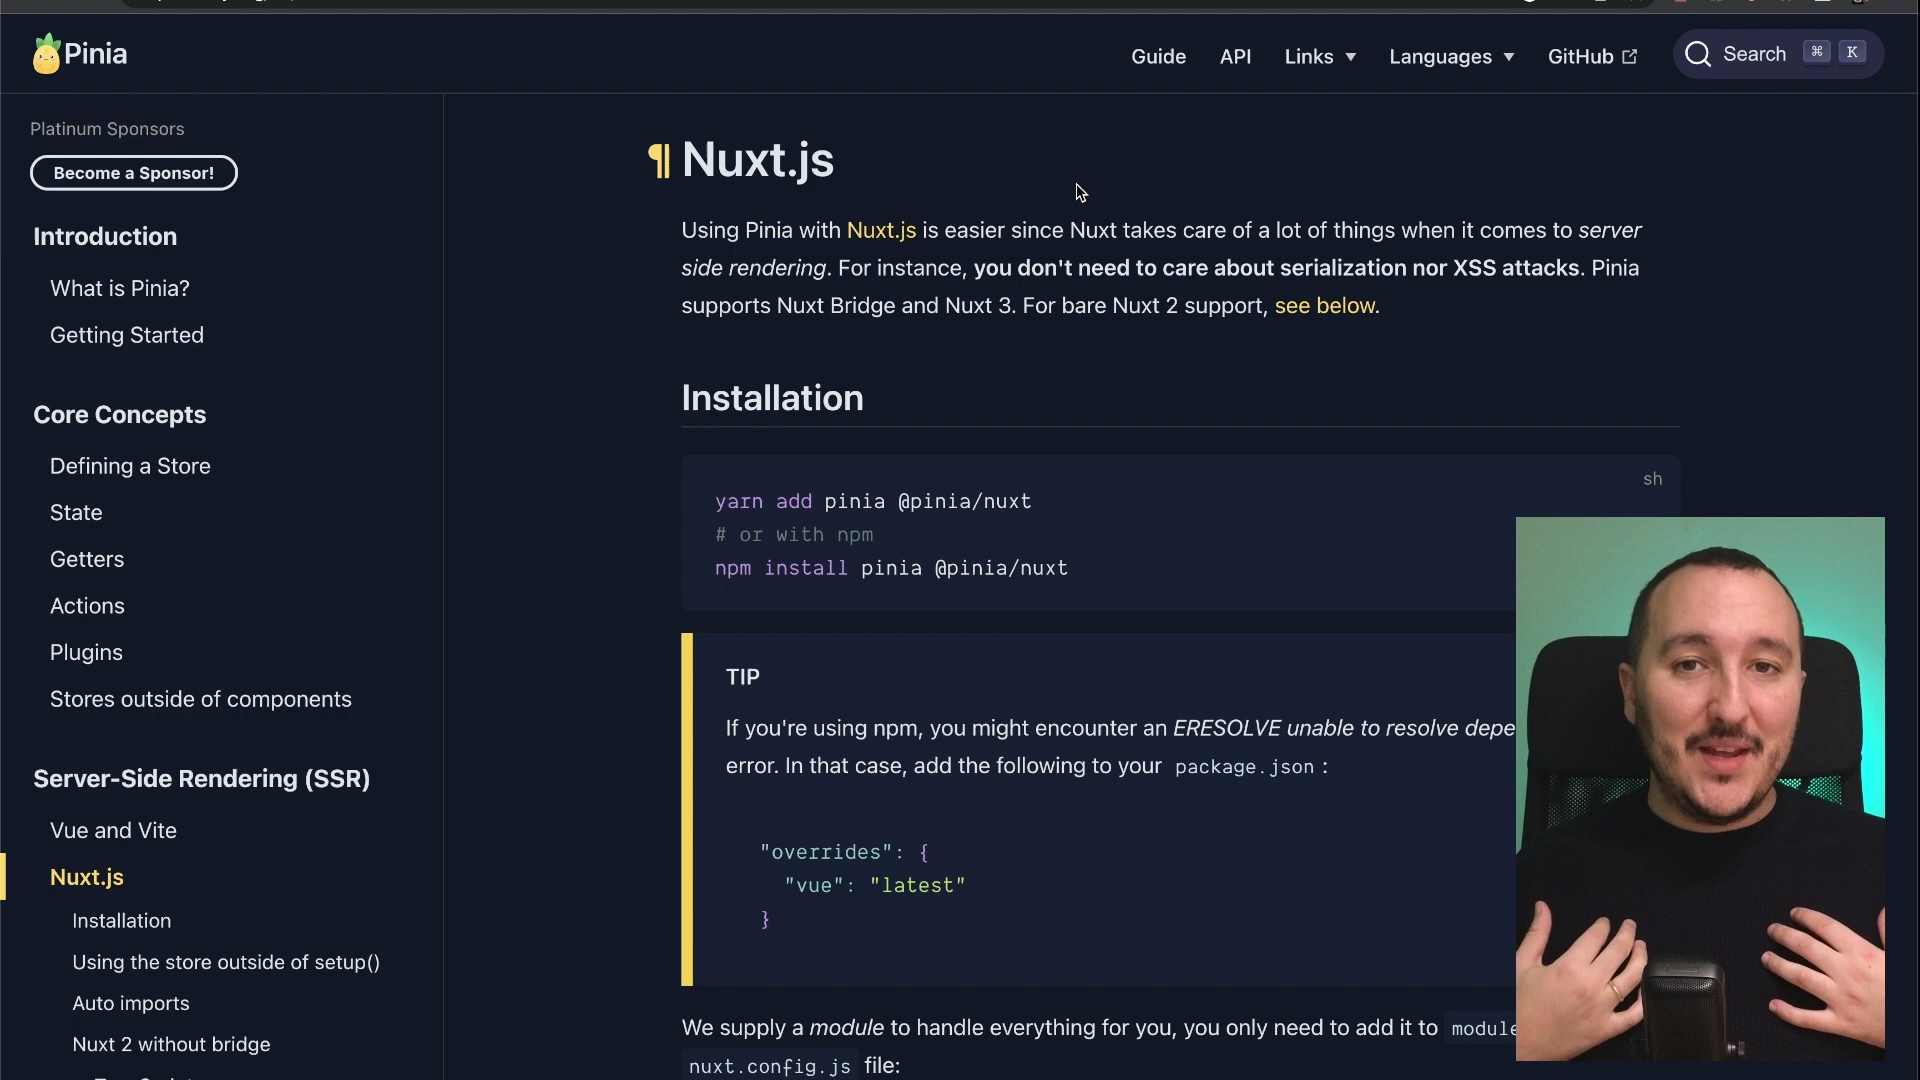 Pinia
Guide
API
Links
Languages
GitHub
Search
⌘ K
Platinum Sponsors
Become a Sponsor!
Introduction
What is Pinia?
Getting Started
Core Concepts
Defining a Store
State
Getters
Actions
Plugins
Stores outside of components
Server-Side Rendering (SSR)
Vue and Vite
Nuxt.js
Installation
Using the store outside of setup()
Auto imports
Nuxt 2 without bridge
¶ Nuxt.js
Using Pinia with Nuxt.js is easier since Nuxt takes care of a lot of things when it comes to server
side rendering. For instance, you don't need to care about serialization nor XSS attacks. Pinia
supports Nuxt Bridge and Nuxt 3. For bare Nuxt 2 support, see below.
Installation
sh
yarn add pinia @pinia/nuxt
# or with npm
npm install pinia @pinia/nuxt
TIP
If you're using npm, you might encounter an ERESOLVE unable to resolve depe
error. In that case, add the following to your package.json :
"overrides": {
"vue": "latest"
}
We supply a module to handle everything for you, you only need to add it to module
nuxt.config.js file: